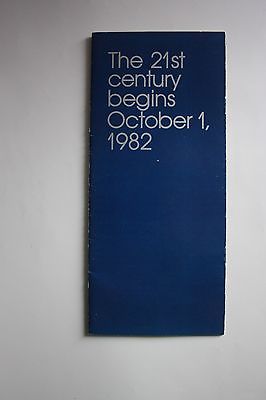 The 21st
century
begins
October 1,
1982